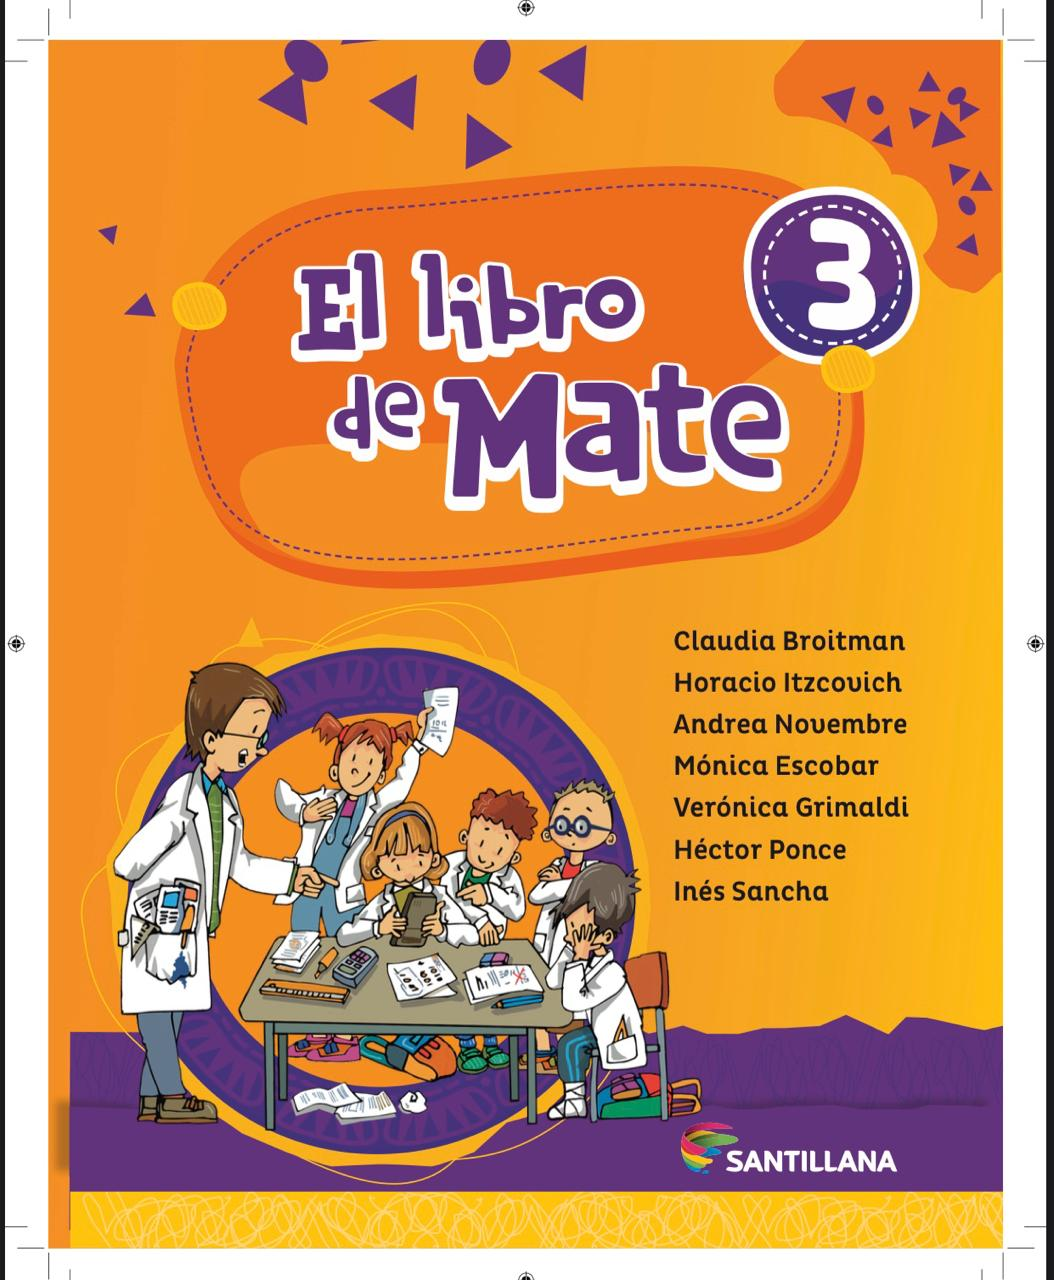 El libro
de Mate
3
Claudia Broitman
Horacio Itzcovich
Andrea Novembre
Mónica Escobar
Verónica Grimaldi
Héctor Ponce
Inés Sancha
SANTILLANA